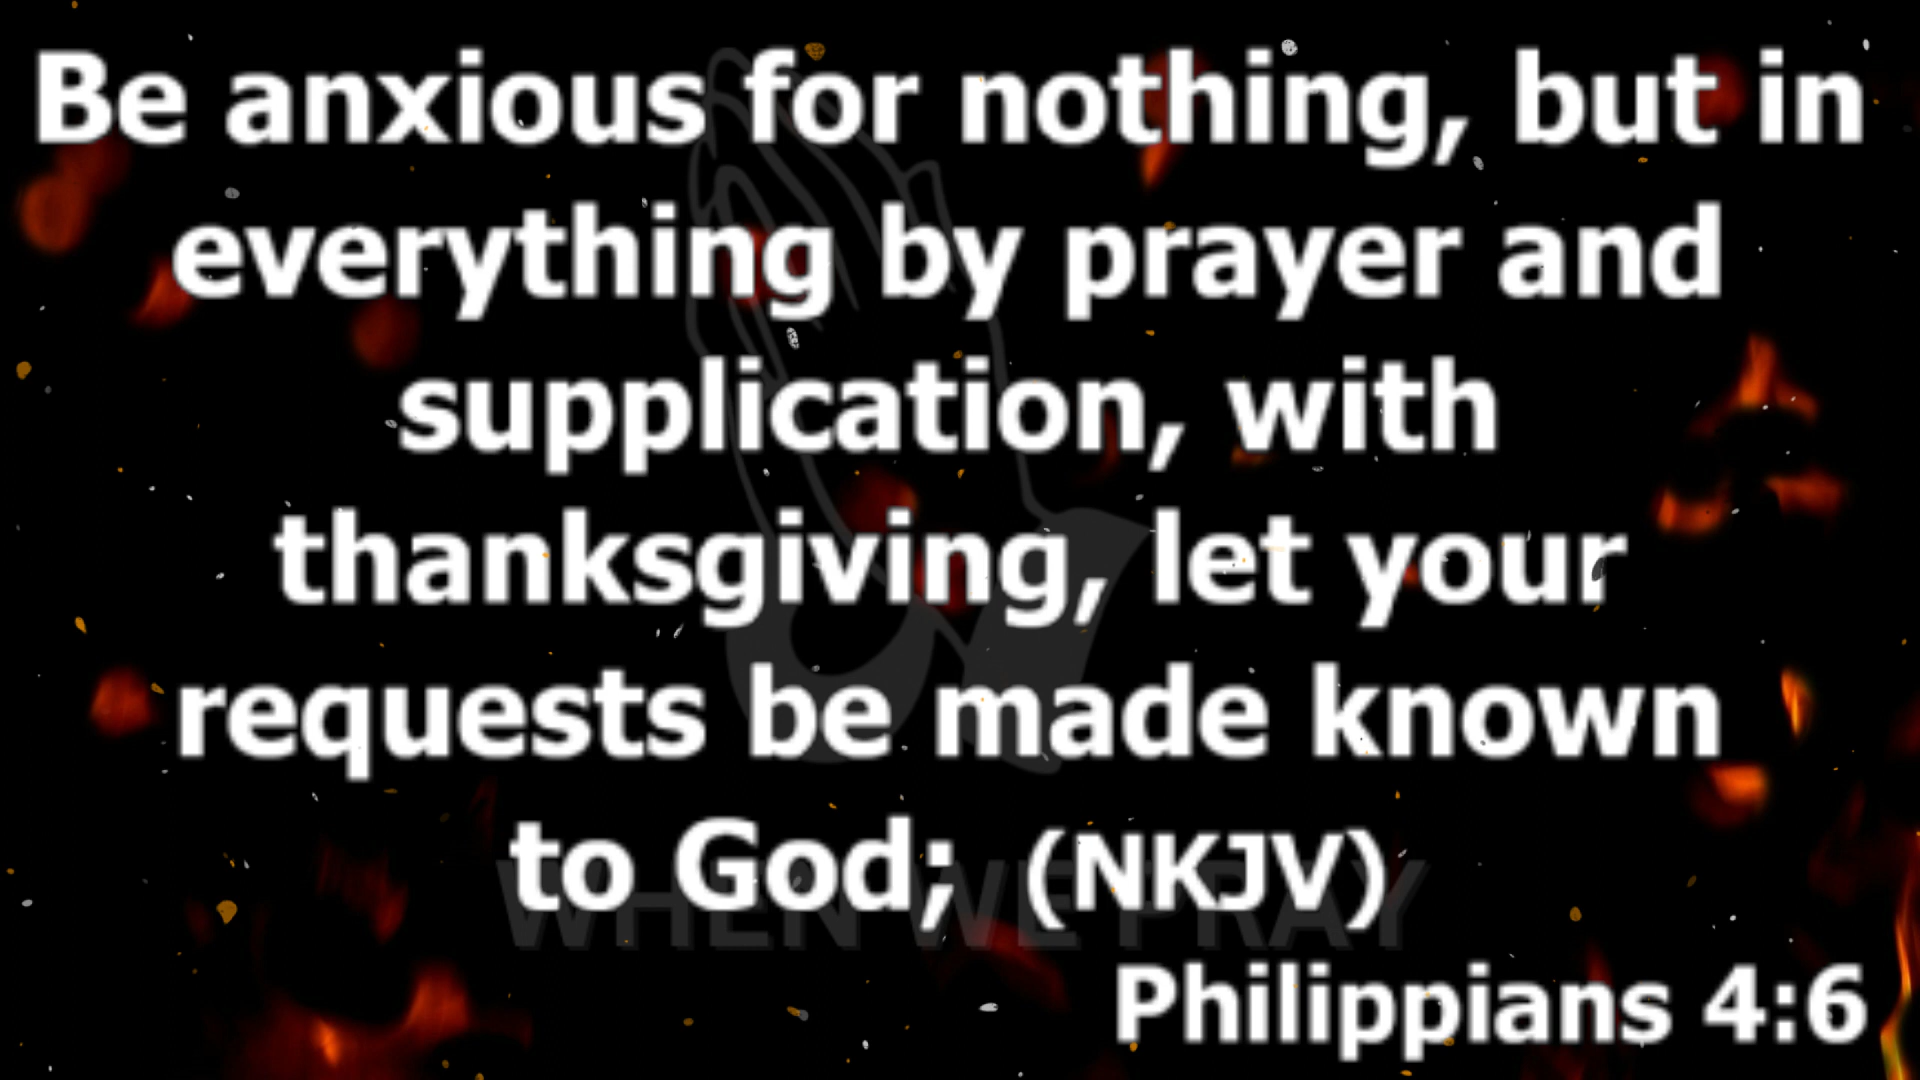 Be anxious for nothing, but in
everything by prayer and
supplication, with
thanksgiving, let your
requests be made known
to God; (NKJV)
WHEN WE PRAY
Philippians 4:6